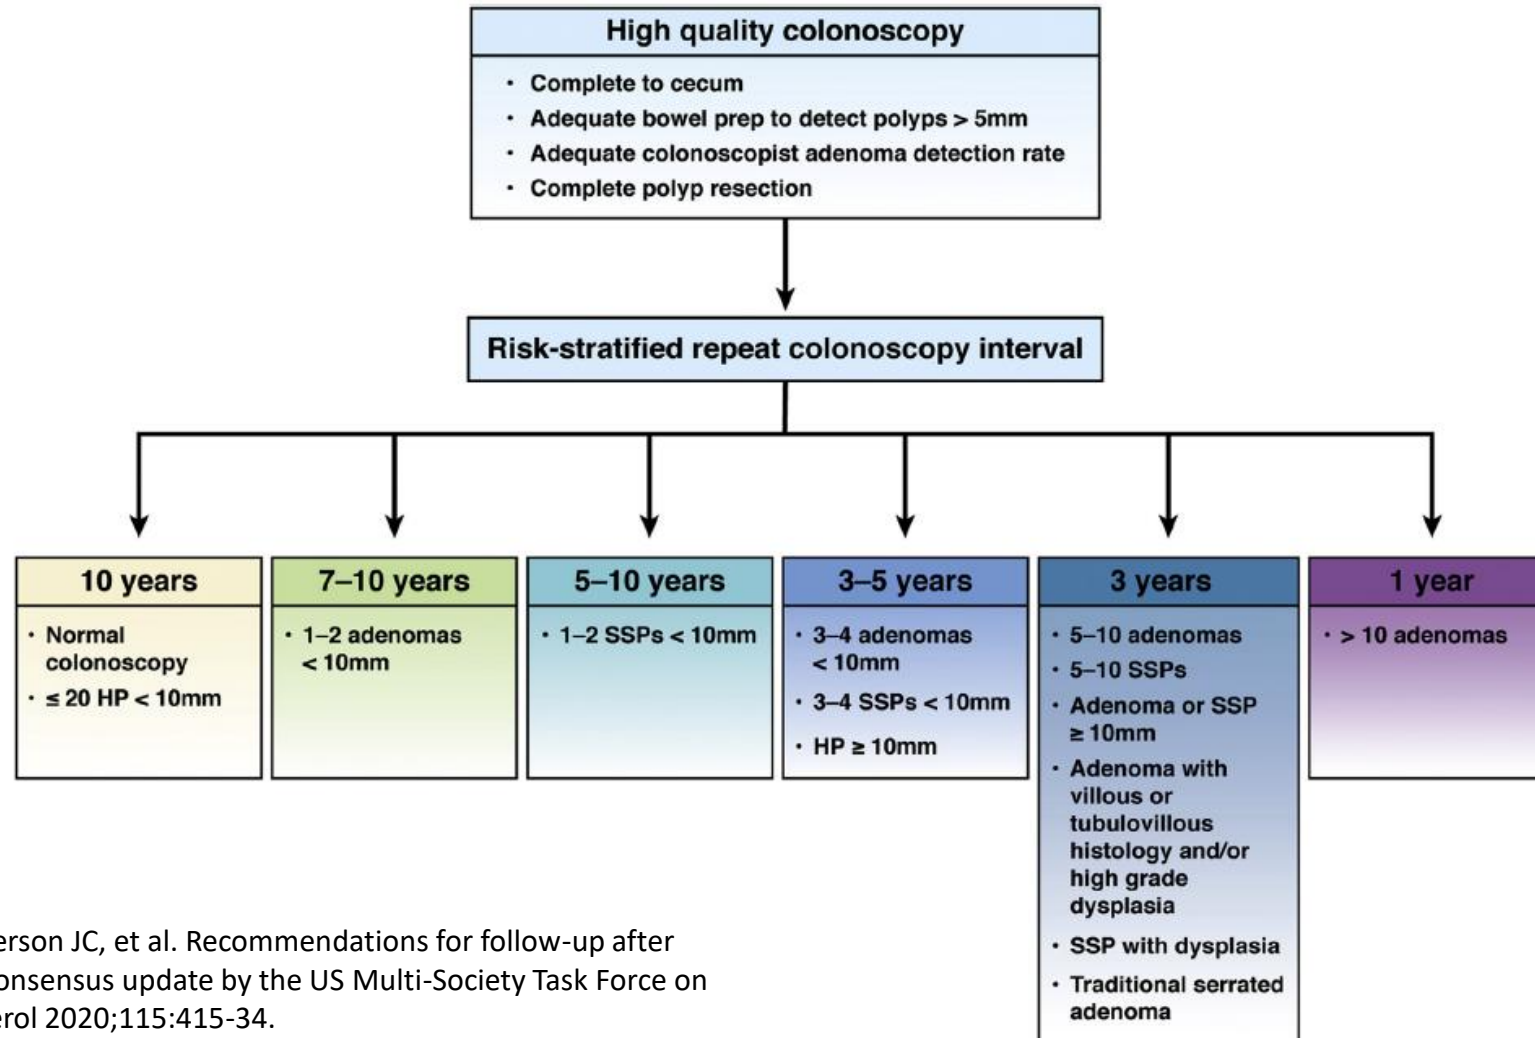 High quality colonoscopy
· Complete to cecum
· Adequate bowel prep to detect polyps > 5mm
· Adequate colonoscopist adenoma detection rate
· Complete polyp resection
Risk-stratified repeat colonoscopy interval
10 years
· Normal
colonoscopy
· ≤ 20 HP < 10mm
7–10 years
· 1–2 adenomas
< 10mm
5–10 years
· 1–2 SSPs < 10mm
3–5 years
· 3–4 adenomas
< 10mm
· 3–4 SSPs < 10mm
· HP ≥ 10mm
3 years
· 5–10 adenomas
· 5–10 SSPs
· Adenoma or SSP
≥ 10mm
· Adenoma with
villous or
tubulovillous
histology and/or
high grade
dysplasia
· SSP with dysplasia
· Traditional serrated
adenoma
1 year
· > 10 adenomas
erson JC, et al. Recommendations for follow-up after
onsensus update by the US Multi-Society Task Force on
erol 2020;115:415-34.